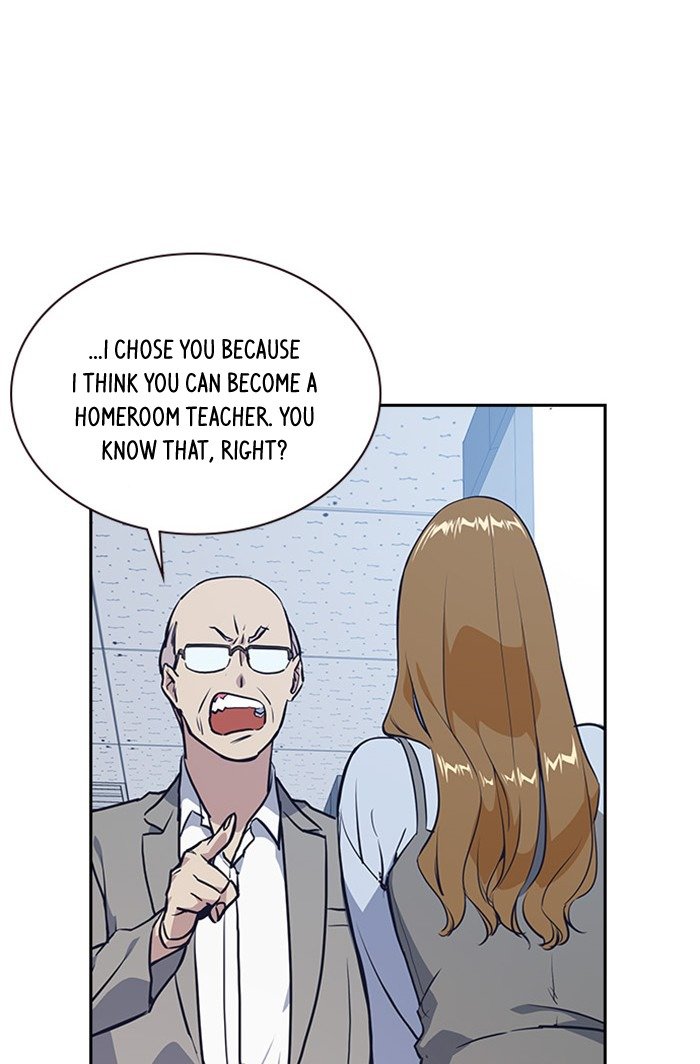 ...I CHOSE YOU BECAUSE
I THINK YOU CAN BECOME A
HOMEROOM TEACHER. YOU
KNOW THAT, RIGHT?